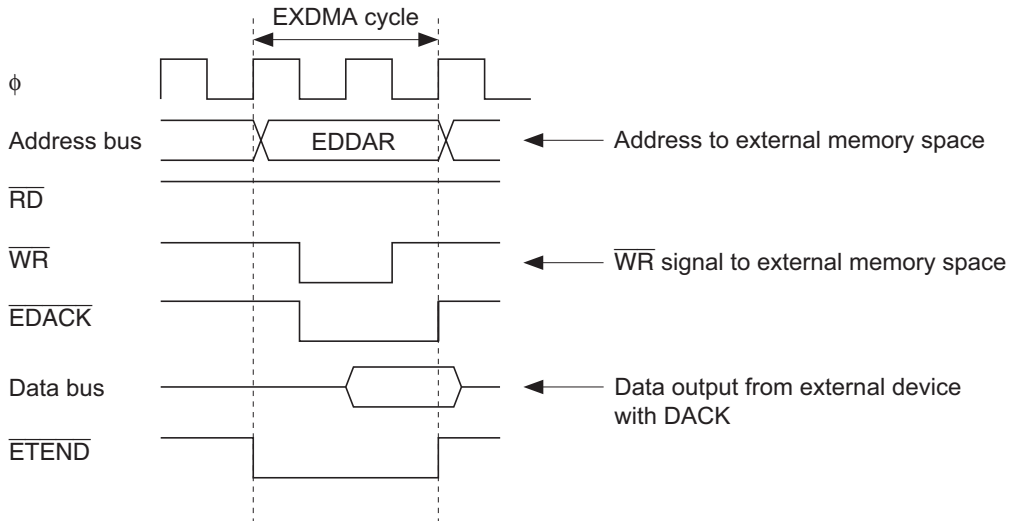 EXDMA cycle
ϕ
Address bus
EDDAR
Address to external memory space
RD
WR
WR signal to external memory space
EDACK
Data bus
Data output from external device
with DACK
ETEND